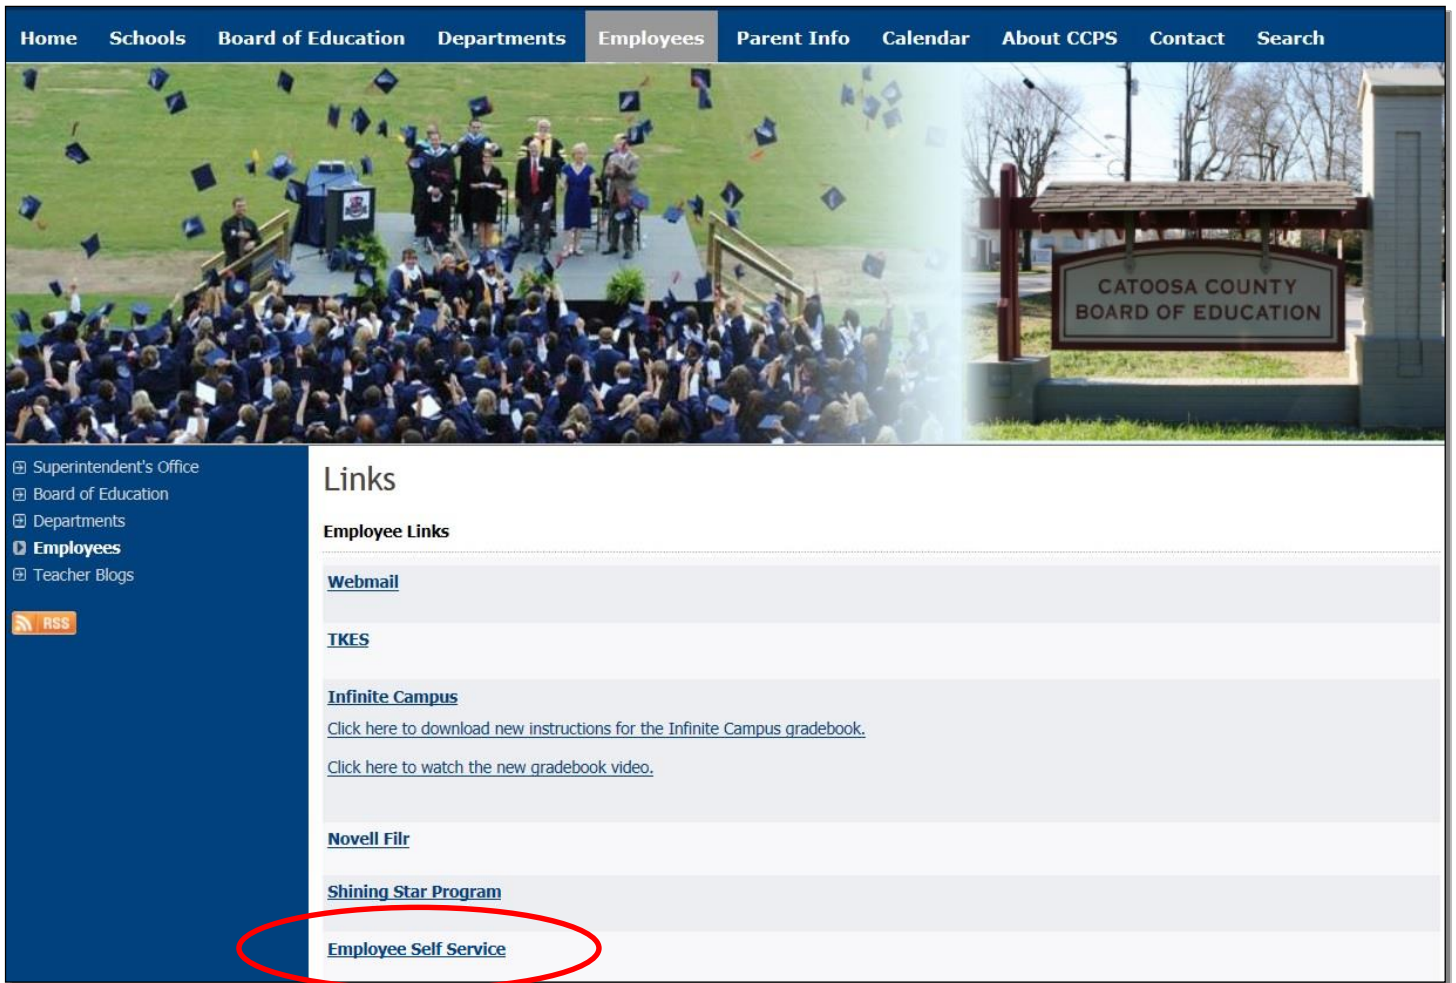 Home Schools Board of Education Departments Employees Parent Info Calendar About CCPS Contact Search
CATOOSA COUNTY
BOARD OF EDUCATION
Superintendent's Office
Board of Education
Departments
Employees
Teacher Blogs
RSS
Links
Employee Links
Webmail
TKES
Infinite Campus
Click here to download new instructions for the Infinite Campus gradebook.
Click here to watch the new gradebook video.
Novell Filr
Shining Star Program
Employee Self Service